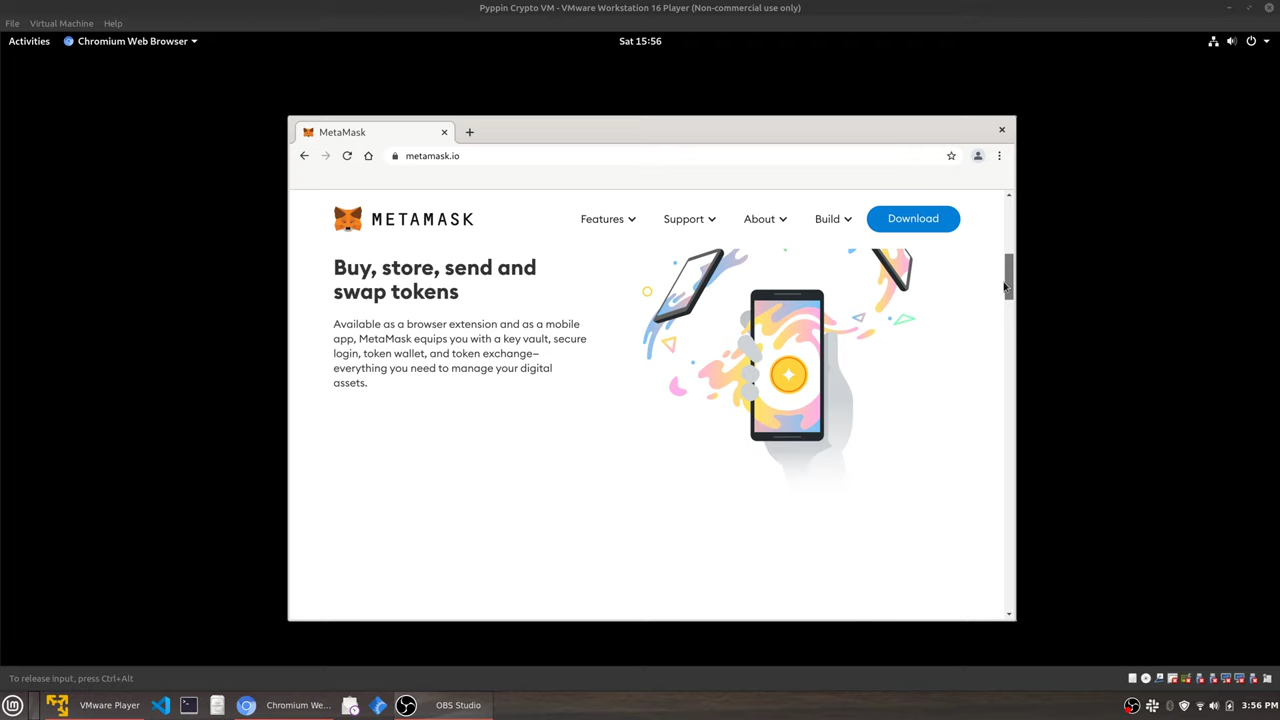 Pyppin Crypto VM - VMware Workstation 16 Player (Non-commercial use only)
File Virtual Machine Help
Activities Chromium Web Browser Sat 15:56
MetaMask
metamask.io
METAMASK Features Support About Build Download
Buy, store, send and
swap tokens
Available as a browser extension and as a mobile
app, MetaMask equips you with a key vault, secure
login, token wallet, and token exchange—
everything you need to manage your digital
assets.
To release input, press Ctrl+Alt
VMware Player Chromium We... OBS Studio 3:56 PM